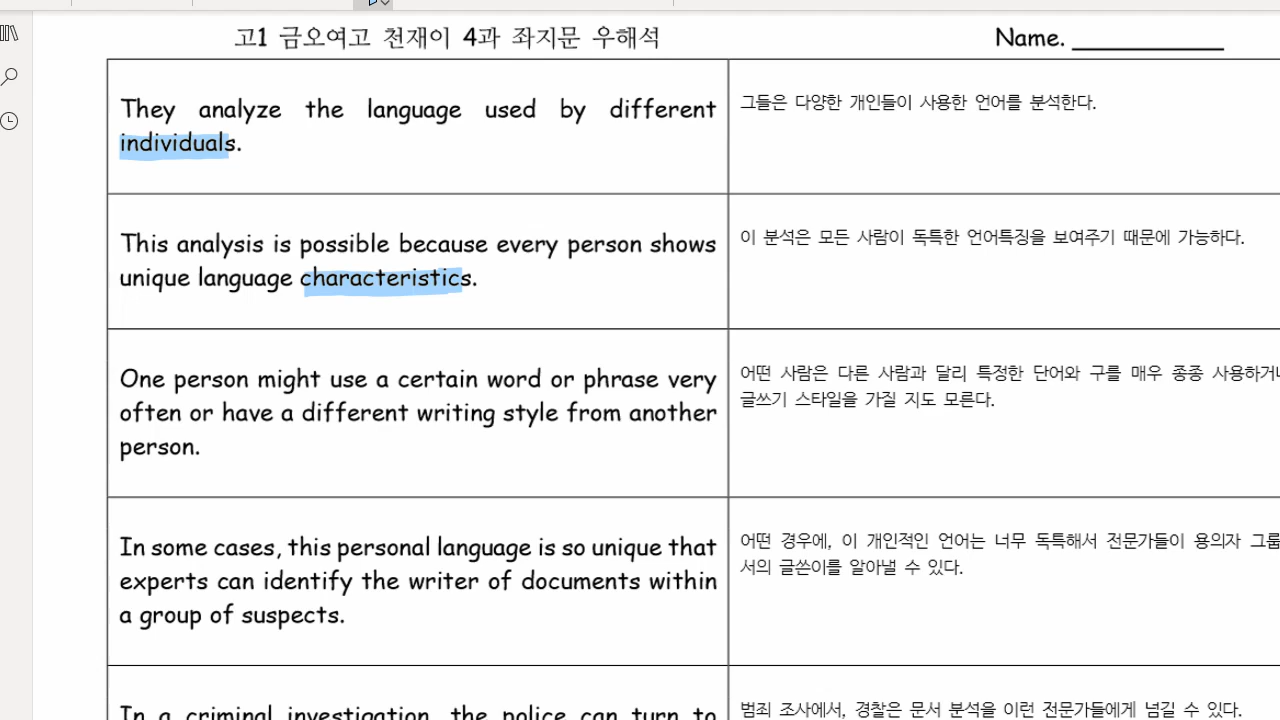 고1 금오여고 천재이 4과 좌지문 우해석
Name. ___________
They analyze the language used by different
individuals.
그들은 다양한 개인들이 사용한 언어를 분석한다.
This analysis is possible because every person shows
unique language characteristics.
이 분석은 모든 사람이 독특한 언어특징을 보여주기 때문에 가능하다.
One person might use a certain word or phrase very
often or have a different writing style from another
person.
어떤 사람은 다른 사람과 달리 특정한 단어와 구를 매우 종종 사용하거나
글쓰기 스타일을 가질 지도 모른다.
In some cases, this personal language is so unique that
experts can identify the writer of documents within
a group of suspects.
어떤 경우에, 이 개인적인 언어는 너무 독특해서 전문가들이 용의자 그룹
서의 글쓴이를 알아낼 수 있다.
In a criminal investigation, the police can turn to
범죄 조사에서, 경찰은 문서 분석을 이런 전문가들에게 넘길 수 있다.